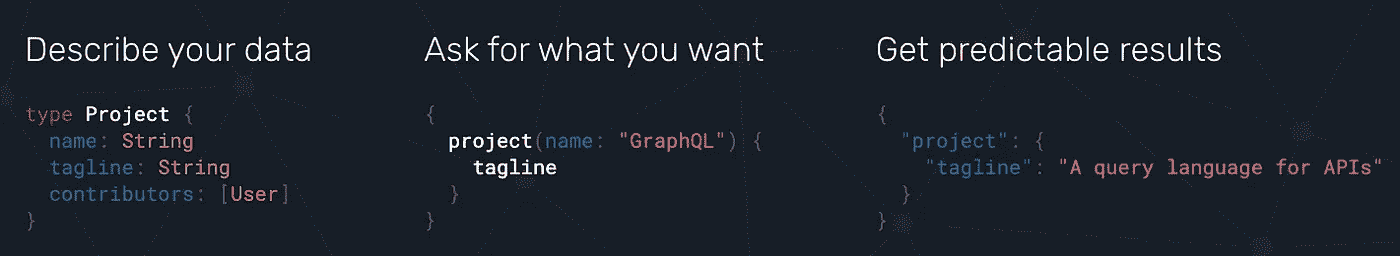 Describe your data
type Project {
  name: String
  tagline: String
  contributors: [User]
}
Ask for what you want
{
  project(name: "GraphQL") {
    tagline
  }
}
Get predictable results
{
  "project": {
    "tagline": "A query language for APIs"
  }
}